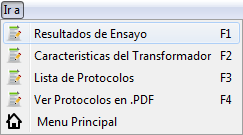 Ir a
Resultados de Ensayo F1
Caracteristicas del Transformador F2
Lista de Protocolos F3
Ver Protocolos en .PDF F4
Menu Principal